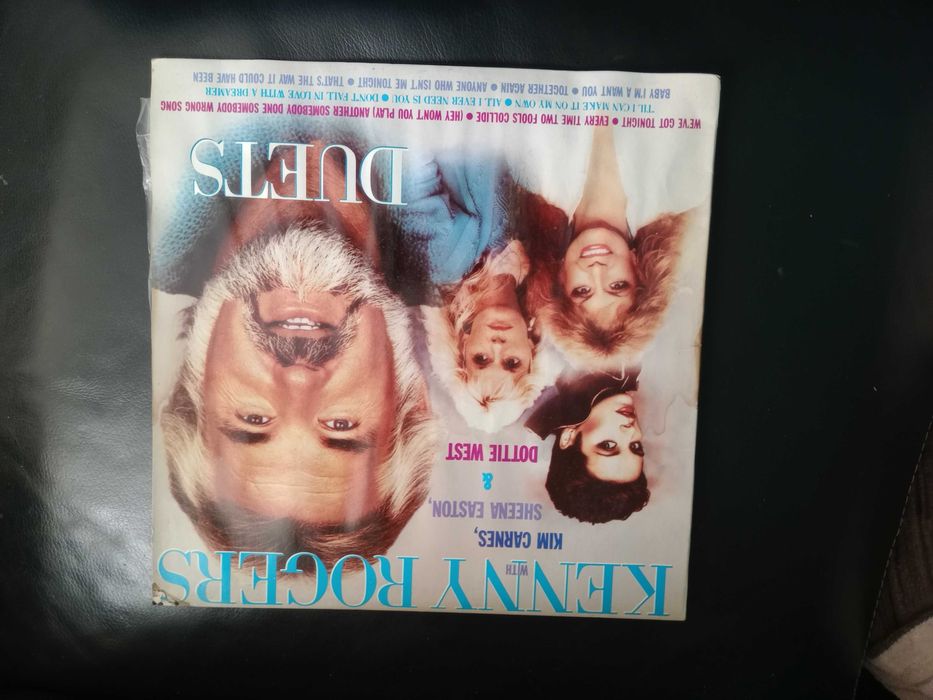 KENNY ROGERS
WITH
KIM CARNES,
SHEENA EASTON,
&
DOTTIE WEST
DUETS
WE'VE GOT TONIGHT • EVERY TIME TWO FOOLS COLLIDE • (HEY WON'T YOU PLAY) ANOTHER SOMEBODY DONE SOMEBODY WRONG SONG
'TIL I CAN MAKE IT ON MY OWN • ALL I EVER NEED IS YOU • DON'T FALL IN LOVE WITH A DREAMER
BABY I'M A WANT YOU • TOGETHER AGAIN • ANYONE WHO ISN'T ME TONIGHT • THAT'S THE WAY IT COULD HAVE BEEN